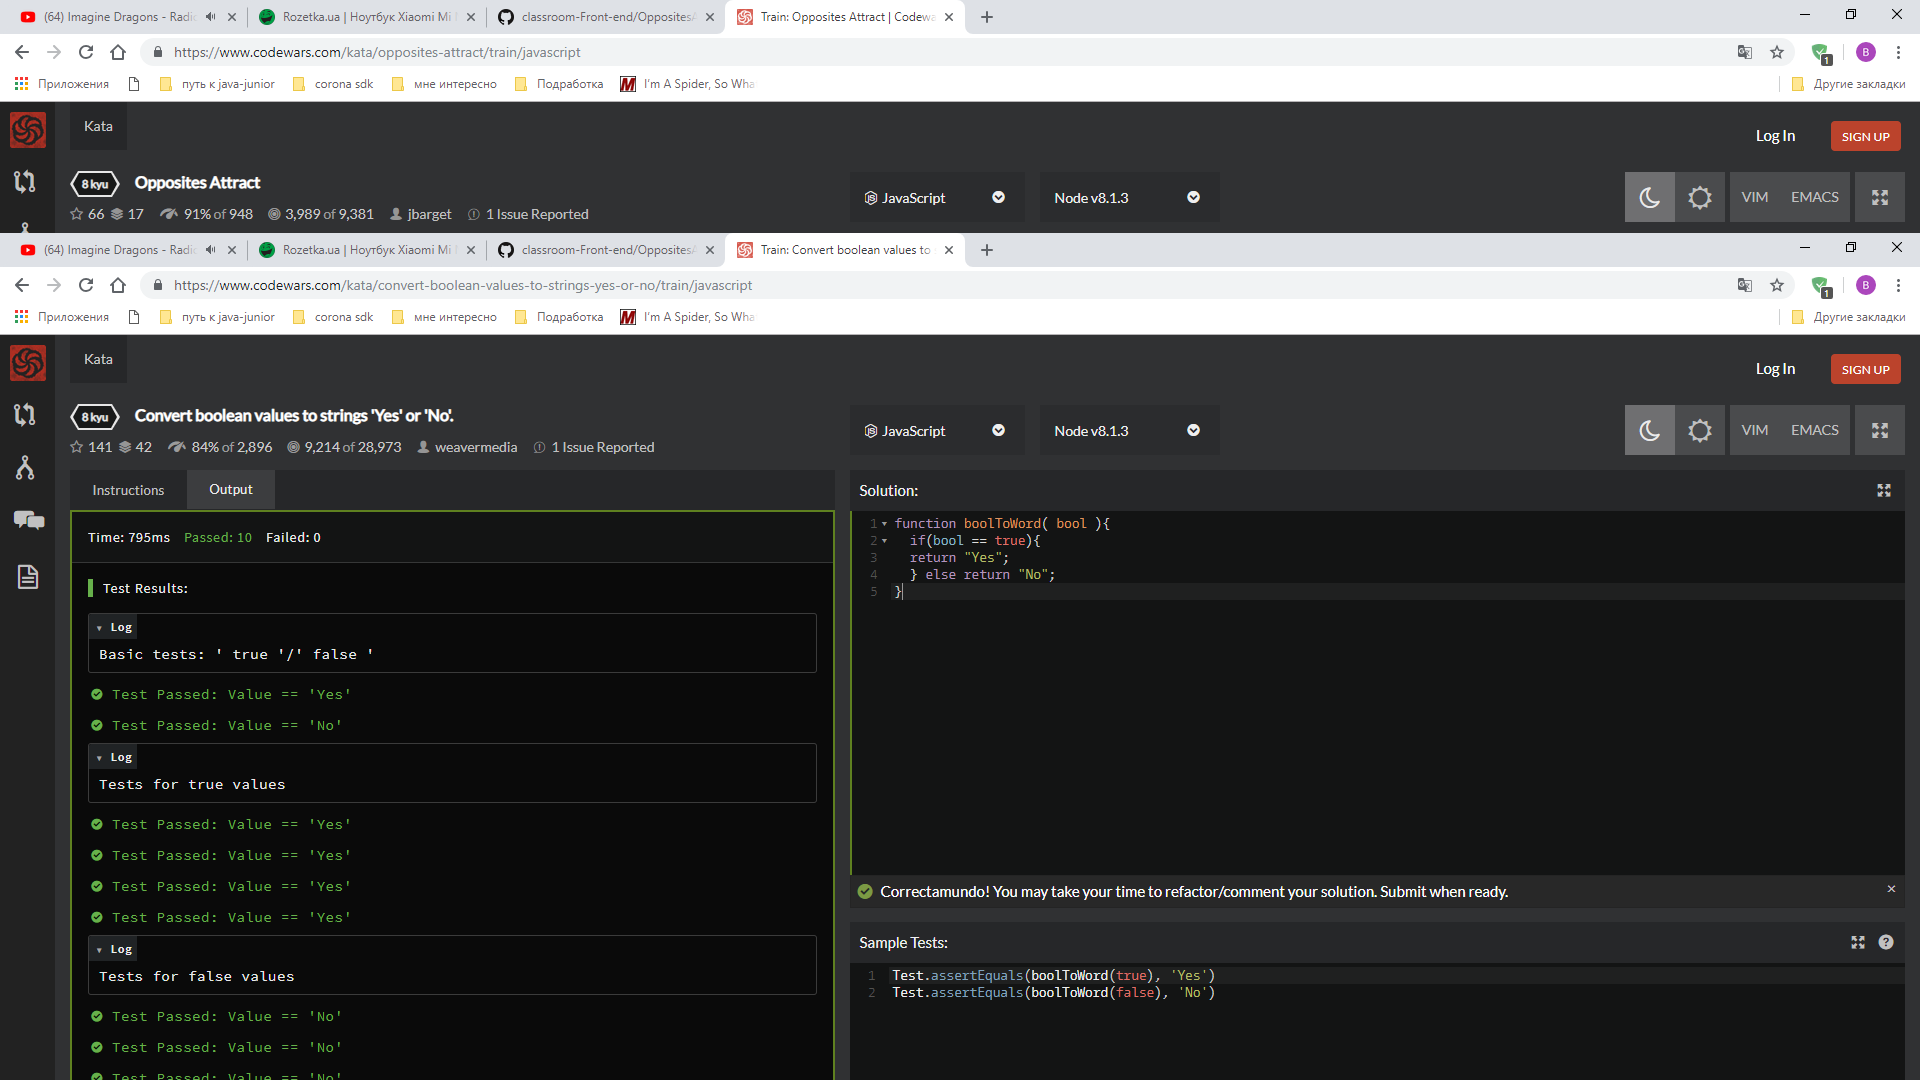 (64) Imagine Dragons - Radi
Rozetka.ua | Ноутбук Xiaomi Mi
classroom-Front-end/Opposites
Train: Opposites Attract | Codew
https://www.codewars.com/kata/opposites-attract/train/javascript
B
1
Приложения
путь к java-junior
corona sdk
мне интересно
Подработка
I'm A Spider, So Wha
Другие закладки
Kata
Log In
SIGN UP
8 kyu
Opposites Attract
66 17 91% of 948 3,989 of 9,381 jbarget 1 Issue Reported
JavaScript
Node v8.1.3
VIM
EMACS
(64) Imagine Dragons - Radi
Rozetka.ua | Ноутбук Xiaomi Mi
classroom-Front-end/Opposites
Train: Convert boolean values to
https://www.codewars.com/kata/convert-boolean-values-to-strings-yes-or-no/train/javascript
B
1
Приложения
путь к java-junior
corona sdk
мне интересно
Подработка
I'm A Spider, So Wha
Другие закладки
Kata
Log In
SIGN UP
8 kyu
Convert boolean values to strings 'Yes' or 'No'.
141 42 84% of 2,896 9,214 of 28,973 weavermedia 1 Issue Reported
JavaScript
Node v8.1.3
VIM
EMACS
Instructions
Output
Time: 795ms Passed: 10 Failed: 0
Test Results:
Log
Basic tests: ' true '/' false '
Test Passed: Value == 'Yes'
Test Passed: Value == 'No'
Log
Tests for true values
Test Passed: Value == 'Yes'
Test Passed: Value == 'Yes'
Test Passed: Value == 'Yes'
Test Passed: Value == 'Yes'
Log
Tests for false values
Test Passed: Value == 'No'
Test Passed: Value == 'No'
Test Passed: Value == 'No'
Solution:
1 function boolToWord( bool ){
2 if(bool == true){
3 return "Yes";
4 } else return "No";
5 }
Correctamundo! You may take your time to refactor/comment your solution. Submit when ready.
Sample Tests:
1 Test.assertEquals(boolToWord(true), 'Yes')
2 Test.assertEquals(boolToWord(false), 'No')